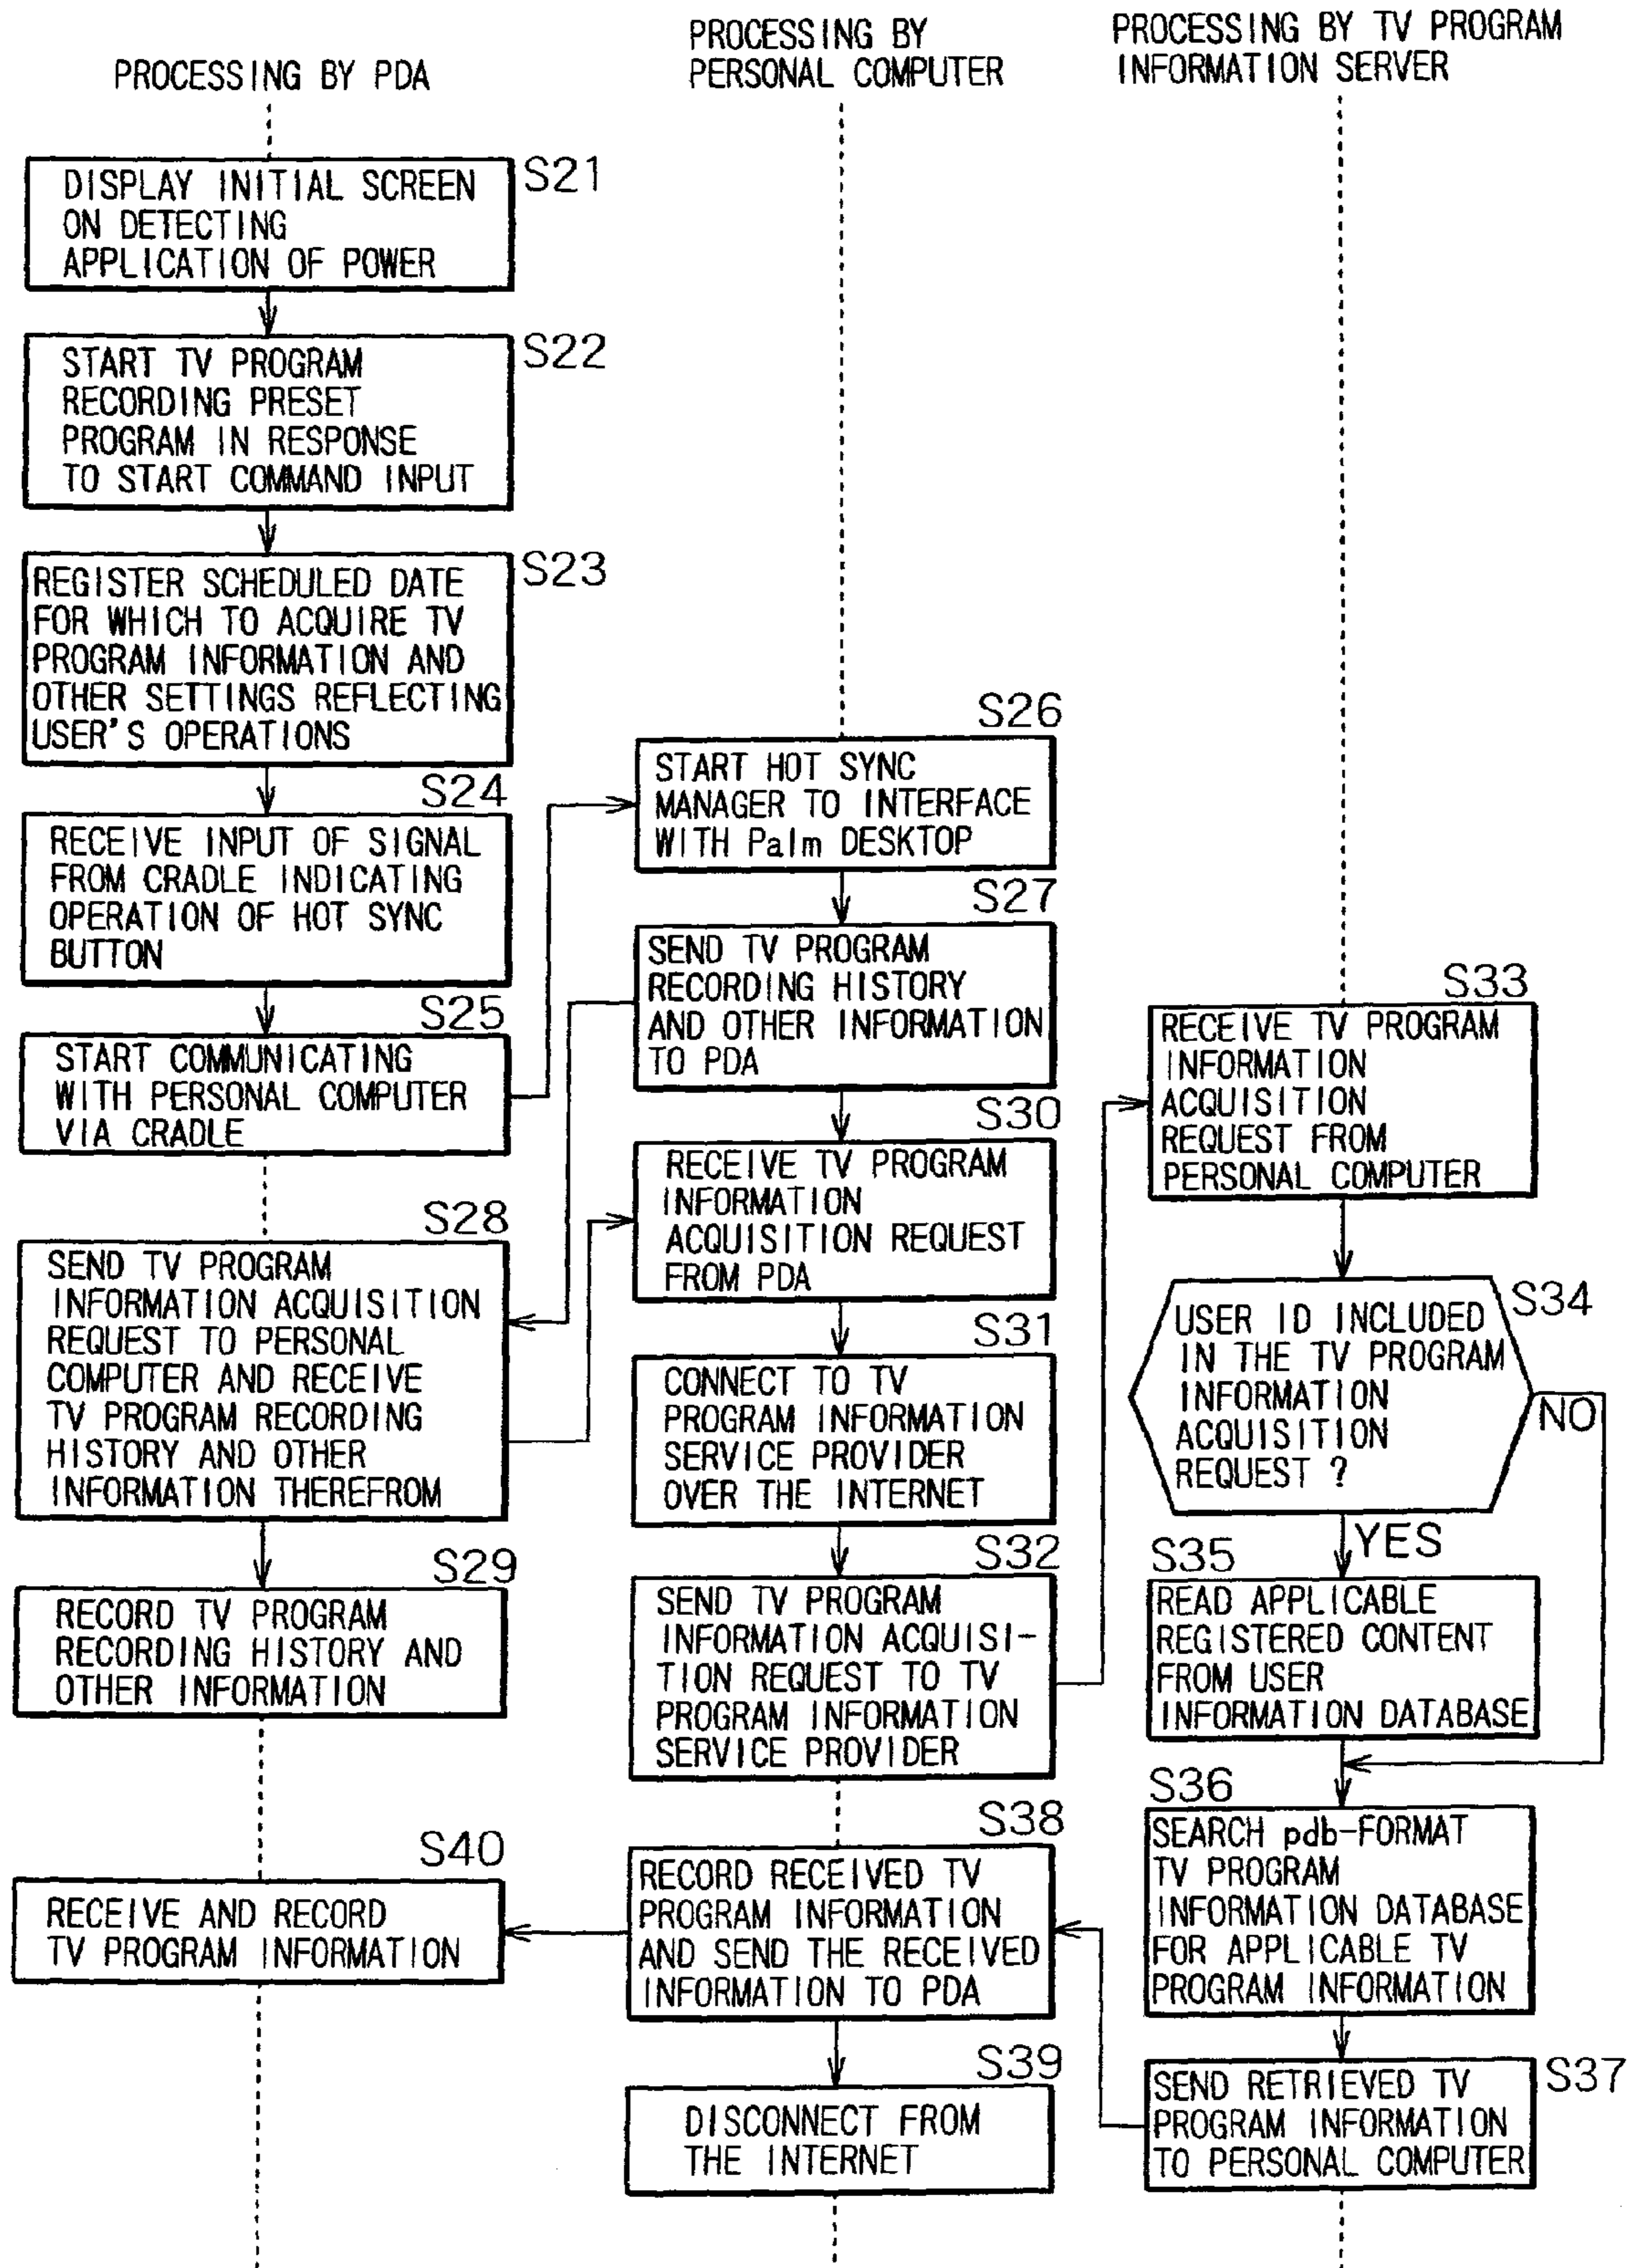 PROCESSING BY PDA
PROCESSING BY
PERSONAL COMPUTER
PROCESSING BY TV PROGRAM
INFORMATION SERVER
S21
DISPLAY INITIAL SCREEN
ON DETECTING
APPLICATION OF POWER
S22
START TV PROGRAM
RECORDING PRESET
PROGRAM IN RESPONSE
TO START COMMAND INPUT
S23
REGISTER SCHEDULED DATE
FOR WHICH TO ACQUIRE TV
PROGRAM INFORMATION AND
OTHER SETTINGS REFLECTING
USER'S OPERATIONS
S24
RECEIVE INPUT OF SIGNAL
FROM CRADLE INDICATING
OPERATION OF HOT SYNC
BUTTON
S25
START COMMUNICATING
WITH PERSONAL COMPUTER
VIA CRADLE
S28
SEND TV PROGRAM
INFORMATION ACQUISITION
REQUEST TO PERSONAL
COMPUTER AND RECEIVE
TV PROGRAM RECORDING
HISTORY AND OTHER
INFORMATION THEREFROM
S29
RECORD TV PROGRAM
RECORDING HISTORY AND
OTHER INFORMATION
S40
RECEIVE AND RECORD
TV PROGRAM INFORMATION
S26
START HOT SYNC
MANAGER TO INTERFACE
WITH Palm DESKTOP
S27
SEND TV PROGRAM
RECORDING HISTORY
AND OTHER INFORMATION
TO PDA
S30
RECEIVE TV PROGRAM
INFORMATION
ACQUISITION REQUEST
FROM PDA
S31
CONNECT TO TV
PROGRAM INFORMATION
SERVICE PROVIDER
OVER THE INTERNET
S32
SEND TV PROGRAM
INFORMATION ACQUISI-
TION REQUEST TO TV
PROGRAM INFORMATION
SERVICE PROVIDER
S38
RECORD RECEIVED TV
PROGRAM INFORMATION
AND SEND THE RECEIVED
INFORMATION TO PDA
S39
DISCONNECT FROM
THE INTERNET
S33
RECEIVE TV PROGRAM
INFORMATION
ACQUISITION
REQUEST FROM
PERSONAL COMPUTER
S34
USER ID INCLUDED
IN THE TV PROGRAM
INFORMATION
ACQUISITION
REQUEST ?
NO
YES
S35
READ APPLICABLE
REGISTERED CONTENT
FROM USER
INFORMATION DATABASE
S36
SEARCH pdb-FORMAT
TV PROGRAM
INFORMATION DATABASE
FOR APPLICABLE TV
PROGRAM INFORMATION
S37
SEND RETRIEVED TV
PROGRAM INFORMATION
TO PERSONAL COMPUTER